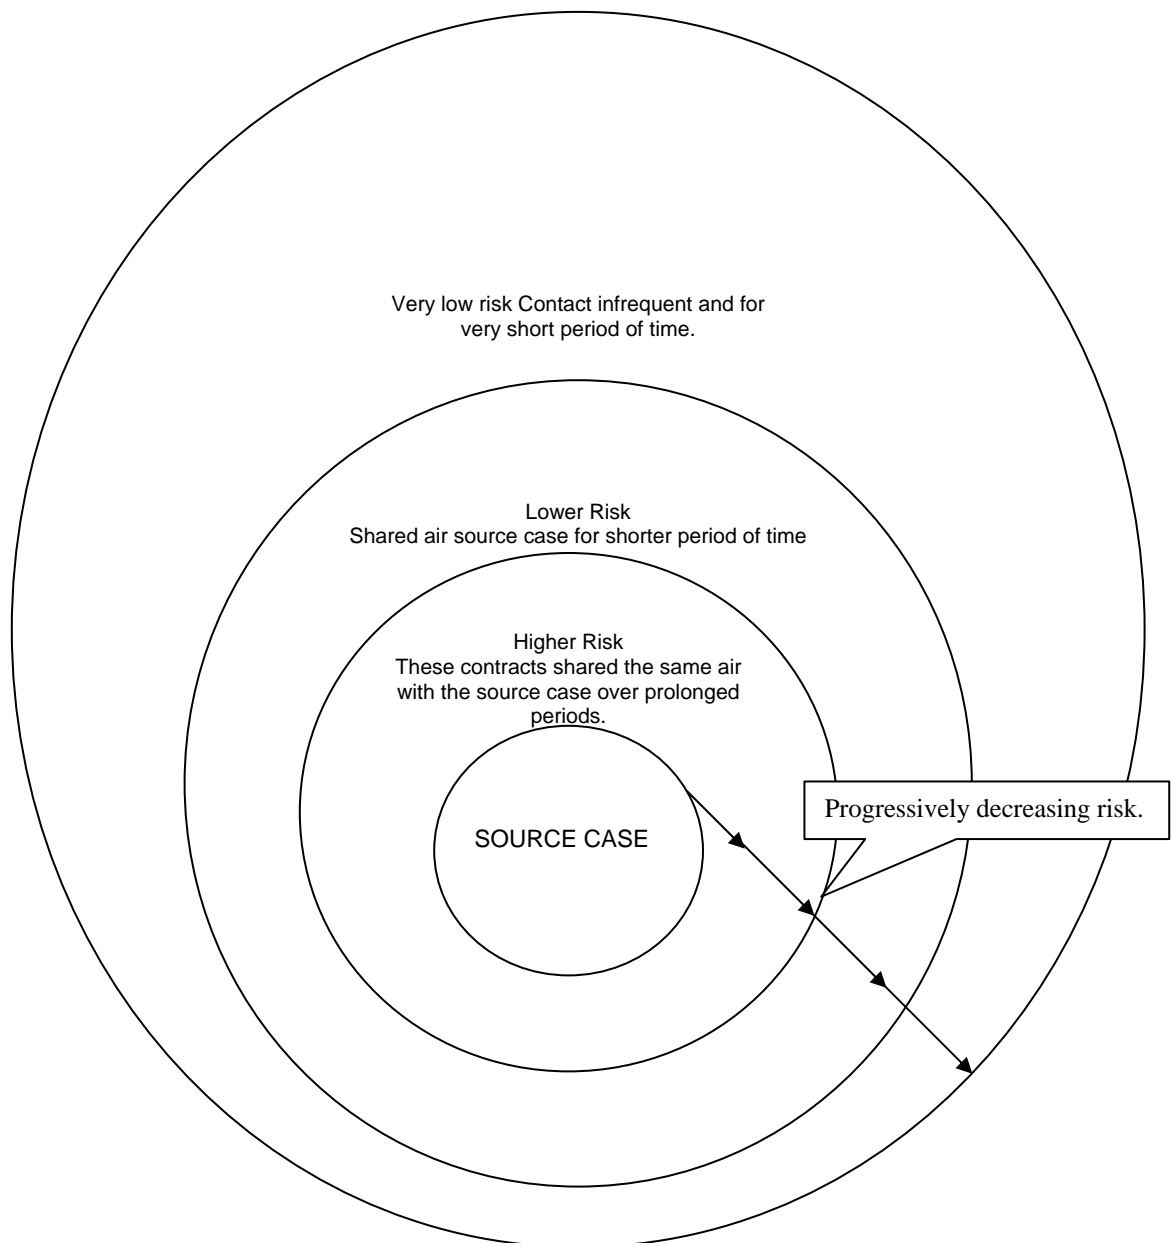 Very low risk Contact infrequent and for
very short period of time.
Lower Risk
Shared air source case for shorter period of time
Higher Risk
These contracts shared the same air
with the source case over prolonged
periods.
SOURCE CASE
Progressively decreasing risk.